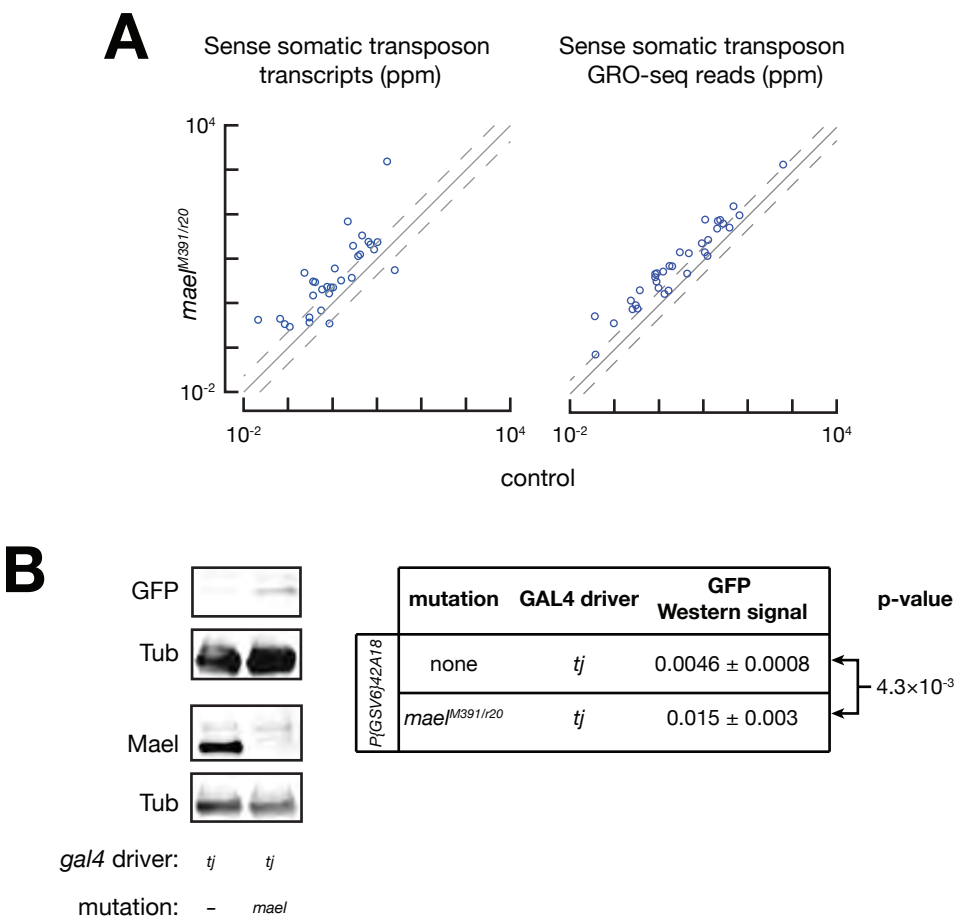 A
Sense somatic transposon
transcripts (ppm)
Sense somatic transposon
GRO-seq reads (ppm)
10⁴
mael^M391/r20
10⁻²
10⁻²
10⁴
10⁻²
10⁴
control
B
GFP
Tub
Mael
Tub
gal4 driver: tj tj
mutation: – mael
mutation GAL4 driver GFP
Western signal
p-value
P{GSV6}42A18
none tj 0.0046 ± 0.0008
mael^M391/r20 tj 0.015 ± 0.003
4.3×10⁻³